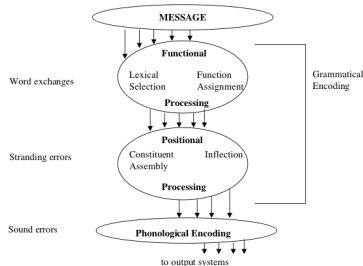 MESSAGE
Functional
Lexical Function
Selection Assignment
Processing
Word exchanges
Grammatical
Encoding
Positional
Constituent Inflection
Assembly
Processing
Stranding errors
Sound errors
Phonological Encoding
to output systems